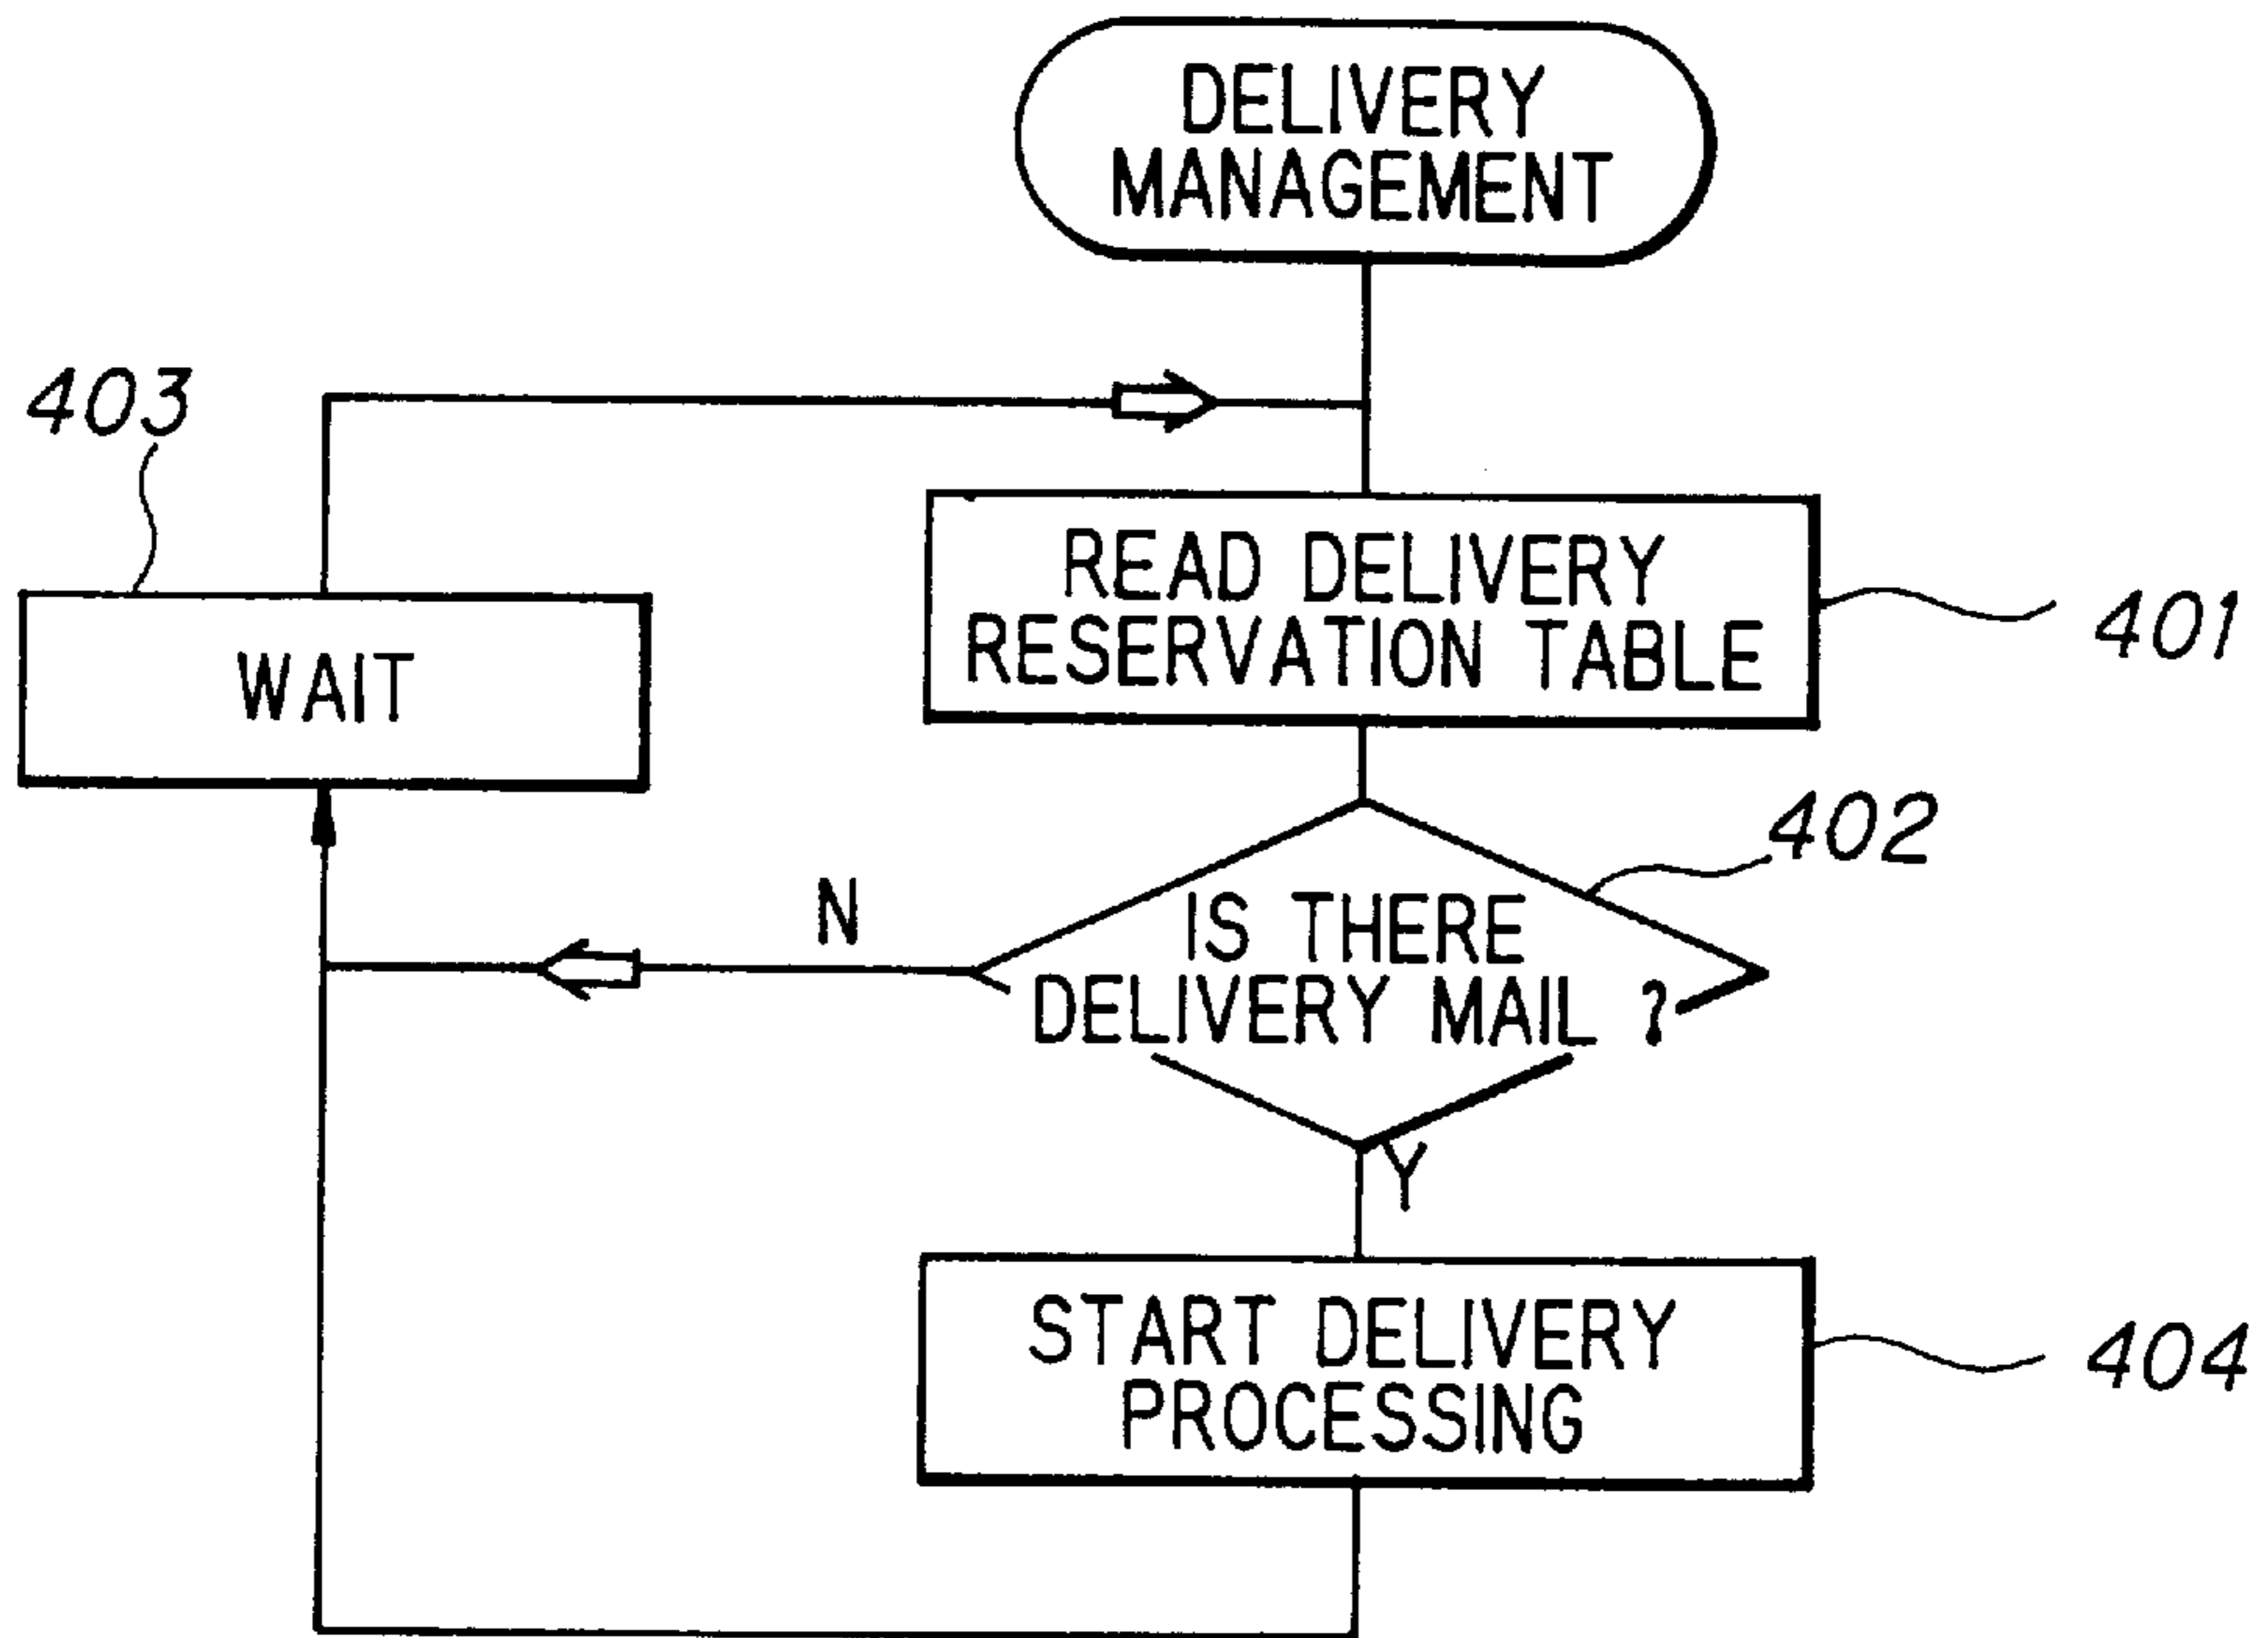 DELIVERY
MANAGEMENT
403
READ DELIVERY
RESERVATION TABLE
401
WAIT
402
N
IS THERE
DELIVERY MAIL ?
Y
START DELIVERY
PROCESSING
404